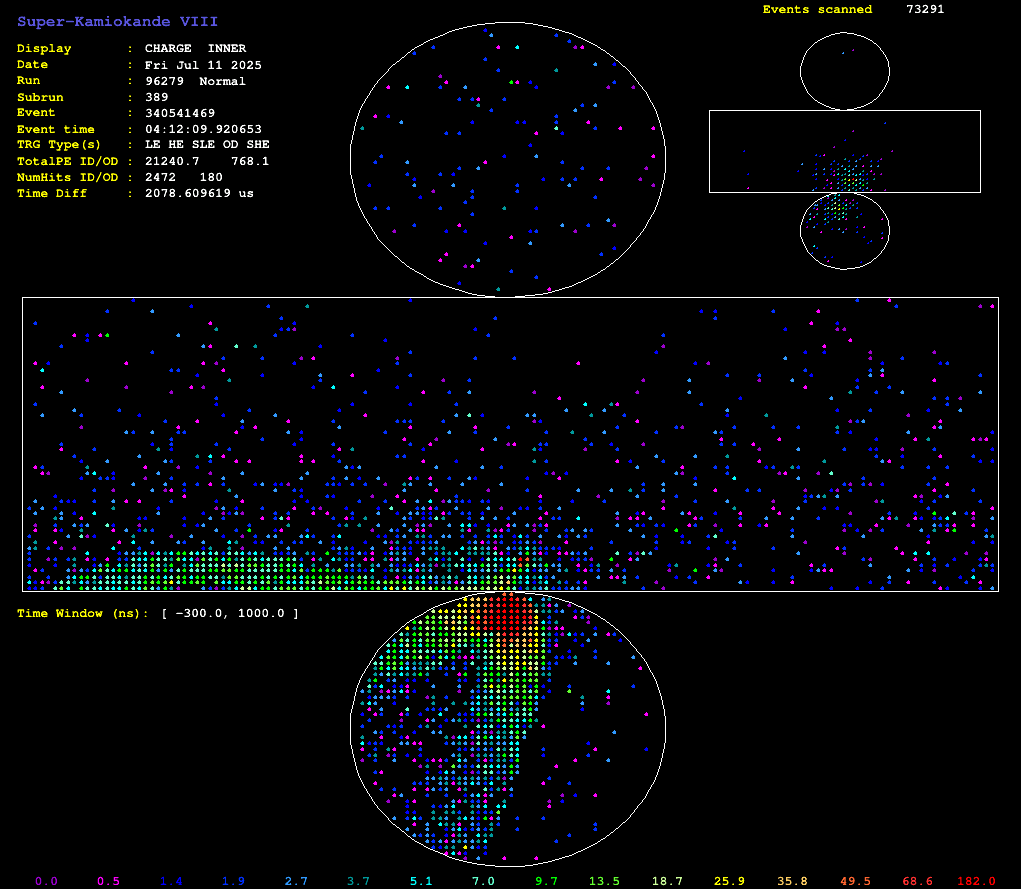 Super-Kamiokande VIII
Events scanned 73291
Display : CHARGE INNER
Date : Fri Jul 11 2025
Run : 96279 Normal
Subrun : 389
Event : 340541469
Event time : 04:12:09.920653
TRG Type(s) : LE HE SLE OD SHE
TotalPE ID/OD : 21240.7 768.1
NumHits ID/OD : 2472 180
Time Diff : 2078.609619 us
Time Window (ns): [ -300.0, 1000.0 ]
0.0 0.5 1.4 1.9 2.7 3.7 5.1 7.0 9.7 13.5 18.7 25.9 35.8 49.5 68.6 182.0